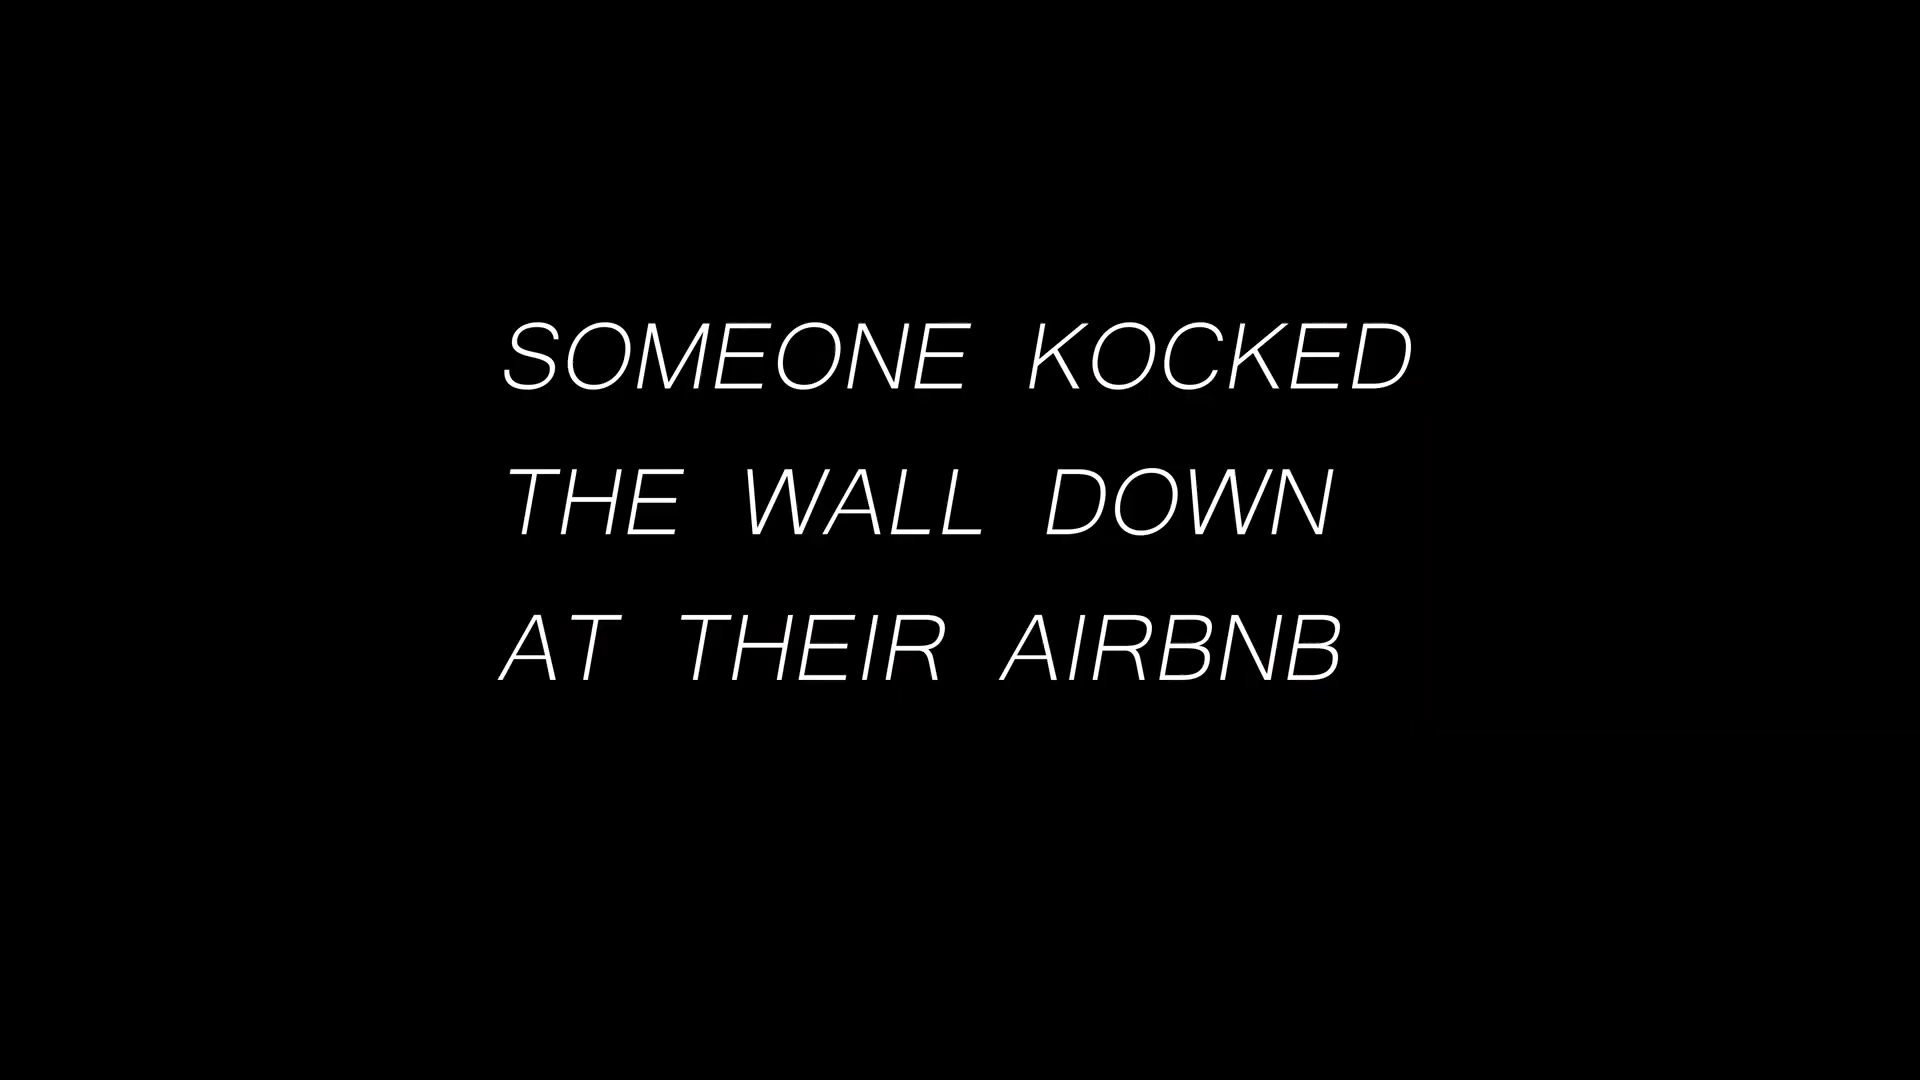 SOMEONE KOCKED
THE WALL DOWN
AT THEIR AIRBNB